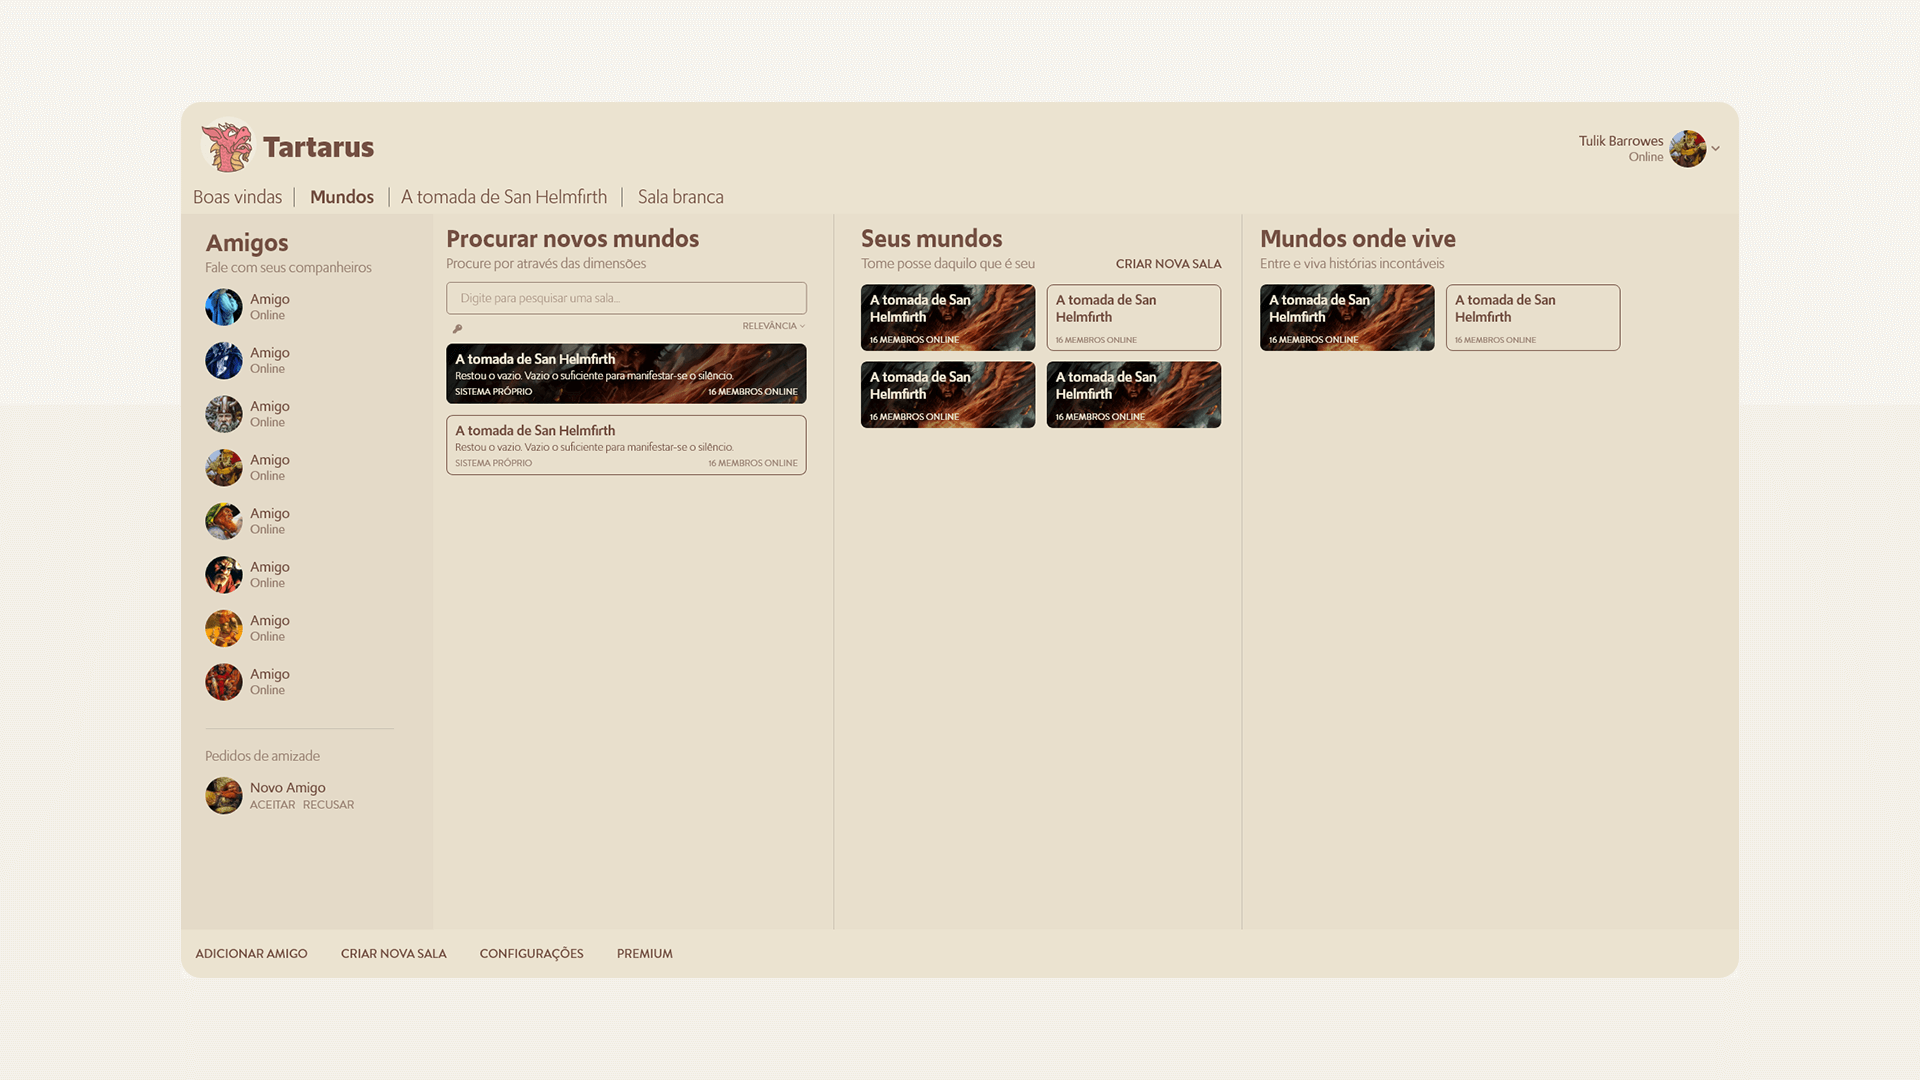 Tartarus
Tulik Barrowes
Online
Boas vindas
Mundos
A tomada de San Helmfirth
Sala branca
Amigos
Fale com seus companheiros
Amigo
Online
Amigo
Online
Amigo
Online
Amigo
Online
Amigo
Online
Amigo
Online
Amigo
Online
Amigo
Online
Pedidos de amizade
Novo Amigo
ACEITAR RECUSAR
Procurar novos mundos
Procure por através das dimensões
Digite para pesquisar uma sala...
RELEVÂNCIA
A tomada de San Helmfirth
Restou o vazio. Vazio o suficiente para manifestar-se o silêncio.
SISTEMA PRÓPRIO
16 MEMBROS ONLINE
A tomada de San Helmfirth
Restou o vazio. Vazio o suficiente para manifestar-se o silêncio.
SISTEMA PRÓPRIO
16 MEMBROS ONLINE
Seus mundos
Tome posse daquilo que é seu
CRIAR NOVA SALA
A tomada de San
Helmfirth
16 MEMBROS ONLINE
A tomada de San
Helmfirth
16 MEMBROS ONLINE
A tomada de San
Helmfirth
16 MEMBROS ONLINE
A tomada de San
Helmfirth
16 MEMBROS ONLINE
Mundos onde vive
Entre e viva histórias incontáveis
A tomada de San
Helmfirth
16 MEMBROS ONLINE
A tomada de San
Helmfirth
16 MEMBROS ONLINE
ADICIONAR AMIGO
CRIAR NOVA SALA
CONFIGURAÇÕES
PREMIUM